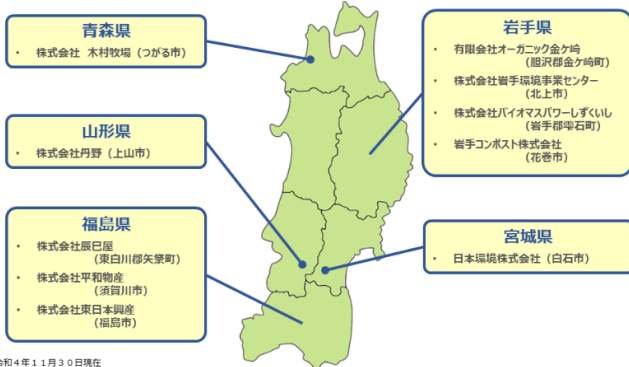 青森県
・ 株式会社 木村牧場（つがる市）
山形県
・ 株式会社丹野（上山市）
福島県
・ 株式会社辰巳屋
（東白川郡矢祭町）
・ 株式会社平和物産
（須賀川市）
・ 株式会社東日本興産
（福島市）
岩手県
・ 有限会社オーガニック金ケ崎
（胆沢郡金ケ崎町）
・ 株式会社岩手環境事業センター
（北上市）
・ 株式会社バイオマスパワーしずくいし
（岩手郡雫石町）
・ 岩手コンポスト株式会社
（花巻市）
宮城県
・ 日本環境株式会社（白石市）
和４年１１月３０日現在